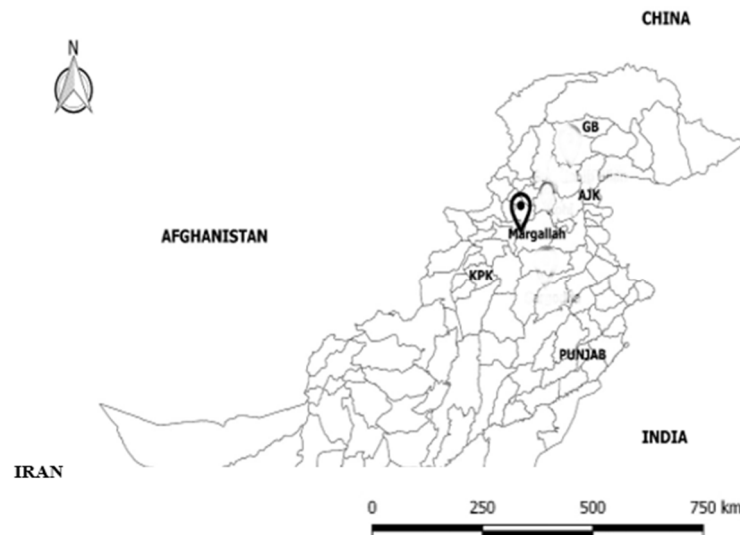 CHINA
N
GB
AJK
AFGHANISTAN
Margallah
KPK
PUNJAB
INDIA
IRAN
0 250 500 750 km